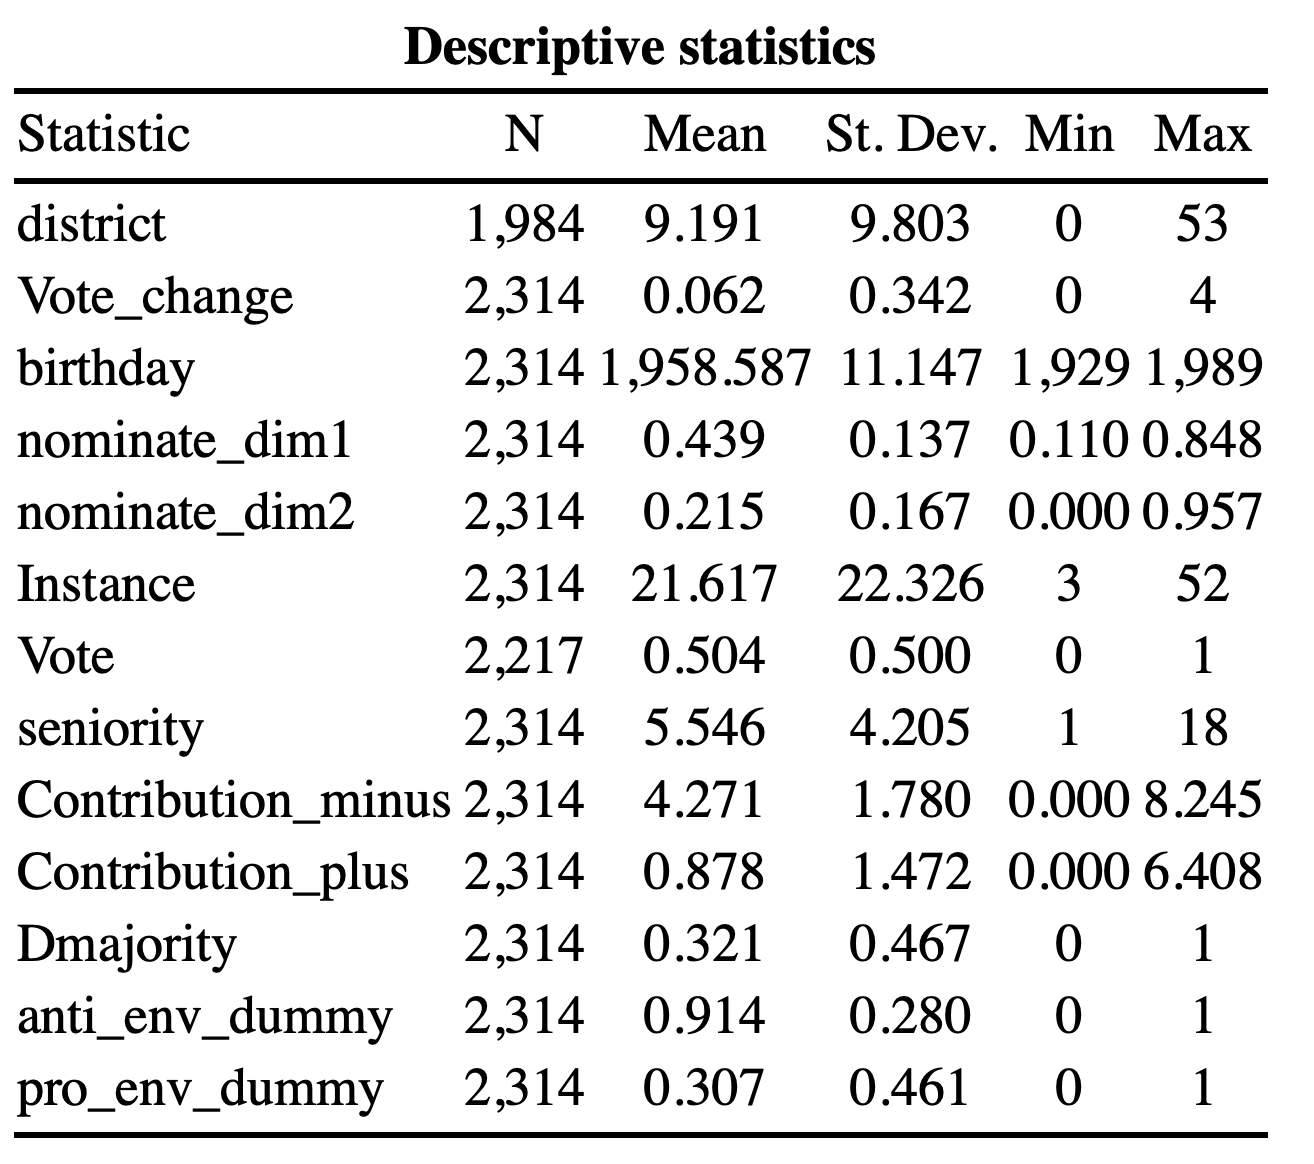 Descriptive statistics
Statistic N Mean St. Dev. Min Max
district 1,984 9.191 9.803 0 53
Vote_change 2,314 0.062 0.342 0 4
birthday 2,314 1,958.587 11.147 1,929 1,989
nominate_dim1 2,314 0.439 0.137 0.110 0.848
nominate_dim2 2,314 0.215 0.167 0.000 0.957
Instance 2,314 21.617 22.326 3 52
Vote 2,217 0.504 0.500 0 1
seniority 2,314 5.546 4.205 1 18
Contribution_minus 2,314 4.271 1.780 0.000 8.245
Contribution_plus 2,314 0.878 1.472 0.000 6.408
Dmajority 2,314 0.321 0.467 0 1
anti_env_dummy 2,314 0.914 0.280 0 1
pro_env_dummy 2,314 0.307 0.461 0 1